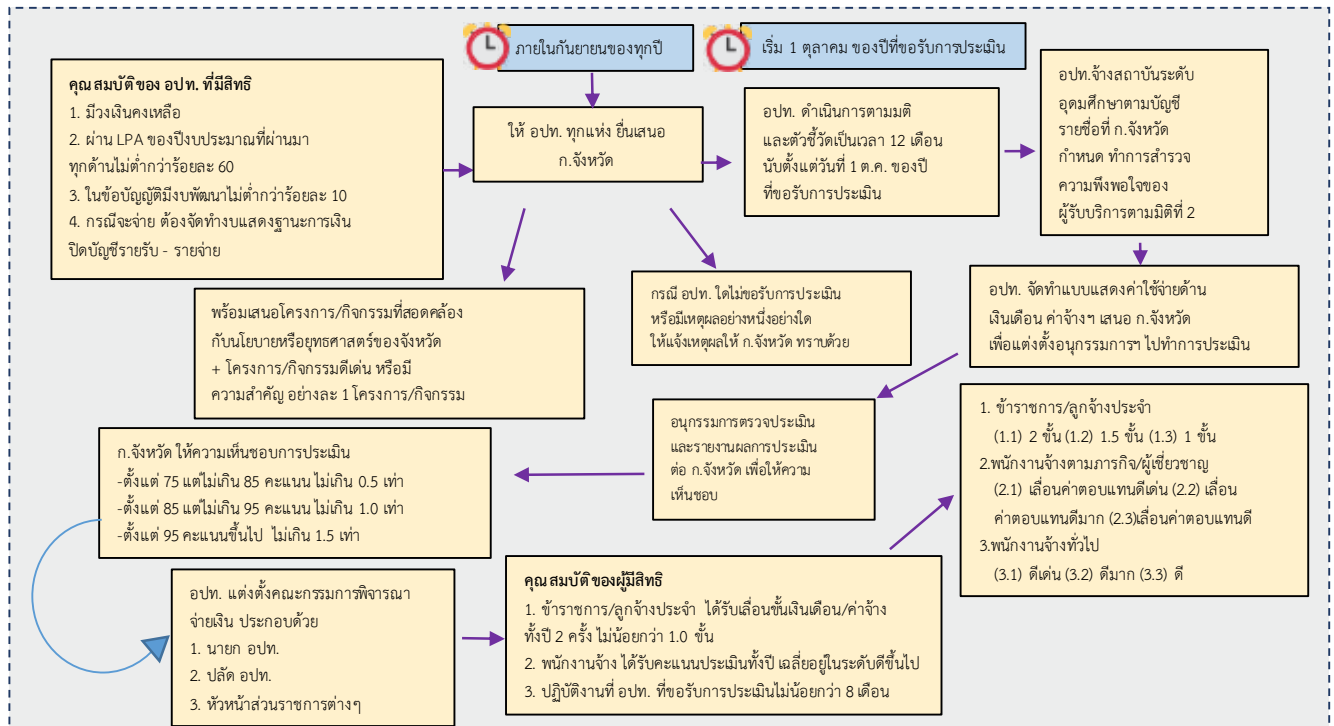 ภายในกันยายนของทุกปี
เริ่ม 1 ตุลาคม ของปีที่ขอรับการประเมิน
คุณสมบัติของ อปท. ที่มีสิทธิ
1. มีวงเงินคงเหลือ
2. ผ่าน LPA ของปีงบประมาณที่ผ่านมา
ทุกด้านไม่ต่ำกว่าร้อยละ 60
3. ในข้อบัญญัติมีงบพัฒนาไม่ต่ำกว่าร้อยละ 10
4. กรณีจะจ่าย ต้องจัดทำงบแสดงฐานะการเงิน
ปิดบัญชีรายรับ - รายจ่าย
ให้ อปท. ทุกแห่ง ยื่นเสนอ
ก.จังหวัด
อปท. ดำเนินการตามมติ
และตัวชี้วัดเป็นเวลา 12 เดือน
นับตั้งแต่วันที่ 1 ต.ค. ของปี
ที่ขอรับการประเมิน
อปท.จ้างสถาบันระดับ
อุดมศึกษาตามบัญชี
รายชื่อที่ ก.จังหวัด
กำหนด ทำการสำรวจ
ความพึงพอใจของ
ผู้รับบริการตามมิติที่ 2
พร้อมเสนอโครงการ/กิจกรรมที่สอดคล้อง
กับนโยบายหรือยุทธศาสตร์ของจังหวัด
+ โครงการ/กิจกรรมดีเด่น หรือมี
ความสำคัญ อย่างละ 1 โครงการ/กิจกรรม
กรณี อปท. ใดไม่ขอรับการประเมิน
หรือมีเหตุผลอย่างหนึ่งอย่างใด
ให้แจ้งเหตุผลให้ ก.จังหวัด ทราบด้วย
อปท. จัดทำแบบแสดงค่าใช้จ่ายด้าน
เงินเดือน ค่าจ้างฯ เสนอ ก.จังหวัด
เพื่อแต่งตั้งอนุกรรมการฯ ไปทำการประเมิน
อนุกรรมการตรวจประเมิน
และรายงานผลการประเมิน
ต่อ ก.จังหวัด เพื่อให้ความ
เห็นชอบ
ก.จังหวัด ให้ความเห็นชอบการประเมิน
-ตั้งแต่ 75 แต่ไม่เกิน 85 คะแนน ไม่เกิน 0.5 เท่า
-ตั้งแต่ 85 แต่ไม่เกิน 95 คะแนน ไม่เกิน 1.0 เท่า
-ตั้งแต่ 95 คะแนนขึ้นไป ไม่เกิน 1.5 เท่า
อปท. แต่งตั้งคณะกรรมการพิจารณา
จ่ายเงิน ประกอบด้วย
1. นายก อปท.
2. ปลัด อปท.
3. หัวหน้าส่วนราชการต่างๆ
คุณสมบัติของผู้มีสิทธิ
1. ข้าราชการ/ลูกจ้างประจำ ได้รับเลื่อนขั้นเงินเดือน/ค่าจ้าง
ทั้งปี 2 ครั้ง ไม่น้อยกว่า 1.0 ขั้น
2. พนักงานจ้าง ได้รับคะแนนประเมินทั้งปี เฉลี่ยอยู่ในระดับดีขึ้นไป
3. ปฏิบัติงานที่ อปท. ที่ขอรับการประเมินไม่น้อยกว่า 8 เดือน
1. ข้าราชการ/ลูกจ้างประจำ
(1.1) 2 ขั้น (1.2) 1.5 ขั้น (1.3) 1 ขั้น
2.พนักงานจ้างตามภารกิจ/ผู้เชี่ยวชาญ
(2.1) เลื่อนค่าตอบแทนดีเด่น (2.2) เลื่อน
ค่าตอบแทนดีมาก (2.3)เลื่อนค่าตอบแทนดี
3.พนักงานจ้างทั่วไป
(3.1) ดีเด่น (3.2) ดีมาก (3.3) ดี